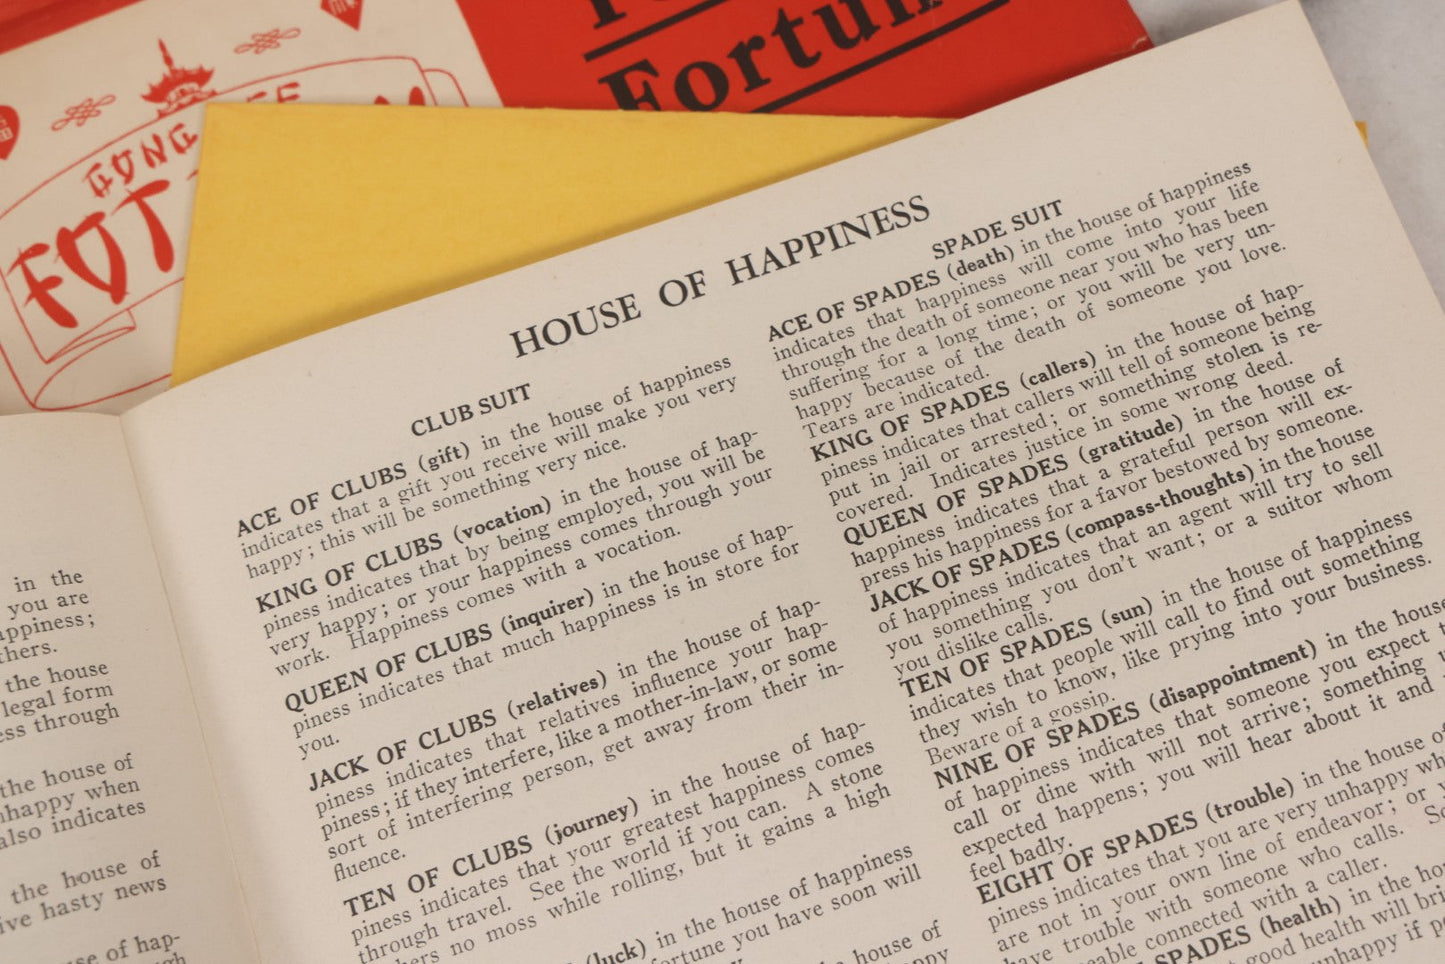 Fortun
FONG
FOT
HOUSE OF HAPPINESS
in the
you are
appiness;
thers.
the house
legal form
ess through
the house of
nhappy when
also indicates
the house of
ive hasty news
se of hap-
through
CLUB SUIT
ACE OF CLUBS (gift) in the house of happiness
indicates that a gift you receive will make you very
happy; this will be something very nice.
KING OF CLUBS (vocation) in the house of hap-
piness indicates that by being employed, you will be
very happy; or your happiness comes through your
work. Happiness comes with a vocation.
QUEEN OF CLUBS (inquirer) in the house of hap-
piness indicates that much happiness is in store for
you.
JACK OF CLUBS (relatives) in the house of hap-
piness indicates that relatives influence your hap-
piness; if they interfere, like a mother-in-law, or some
sort of interfering person, get away from their in-
fluence.
TEN OF CLUBS (journey) in the house of hap-
piness indicates that your greatest happiness comes
through travel. See the world if you can. A stone
hers no moss while rolling, but it gains a high
(luck) in the house of happiness
fortune you have soon will
house of
SPADE SUIT
ACE OF SPADES (death) in the house of happiness
indicates that happiness will come into your life
through the death of someone near you who has been
suffering for a long time; or you will be very un-
happy because of the death of someone you love.
Tears are indicated.
KING OF SPADES (callers) in the house of hap-
piness indicates that callers will tell of someone being
put in jail or arrested; or something stolen is re-
covered. Indicates justice in some wrong deed.
QUEEN OF SPADES (gratitude) in the house of
happiness indicates that a grateful person will ex-
press his happiness for a favor bestowed by someone.
JACK OF SPADES (compass-thoughts) in the house
of happiness indicates that an agent will try to sell
you something you don't want; or a suitor whom
you dislike calls.
TEN OF SPADES (sun) in the house of happiness
indicates that people will call to find out something
they wish to know, like prying into your business.
Beware of a gossip.
NINE OF SPADES (disappointment) in the house
of happiness indicates that someone you expect
call or dine with will not arrive; something
expected happens; you will hear about it and
feel badly.
EIGHT OF SPADES (trouble) in the house of
piness indicates that you are very unhappy
are not in your own line of endeavor; or
have trouble with someone who calls.
able connected with a caller.
SPADES (health) in the
good health will
unhappy if